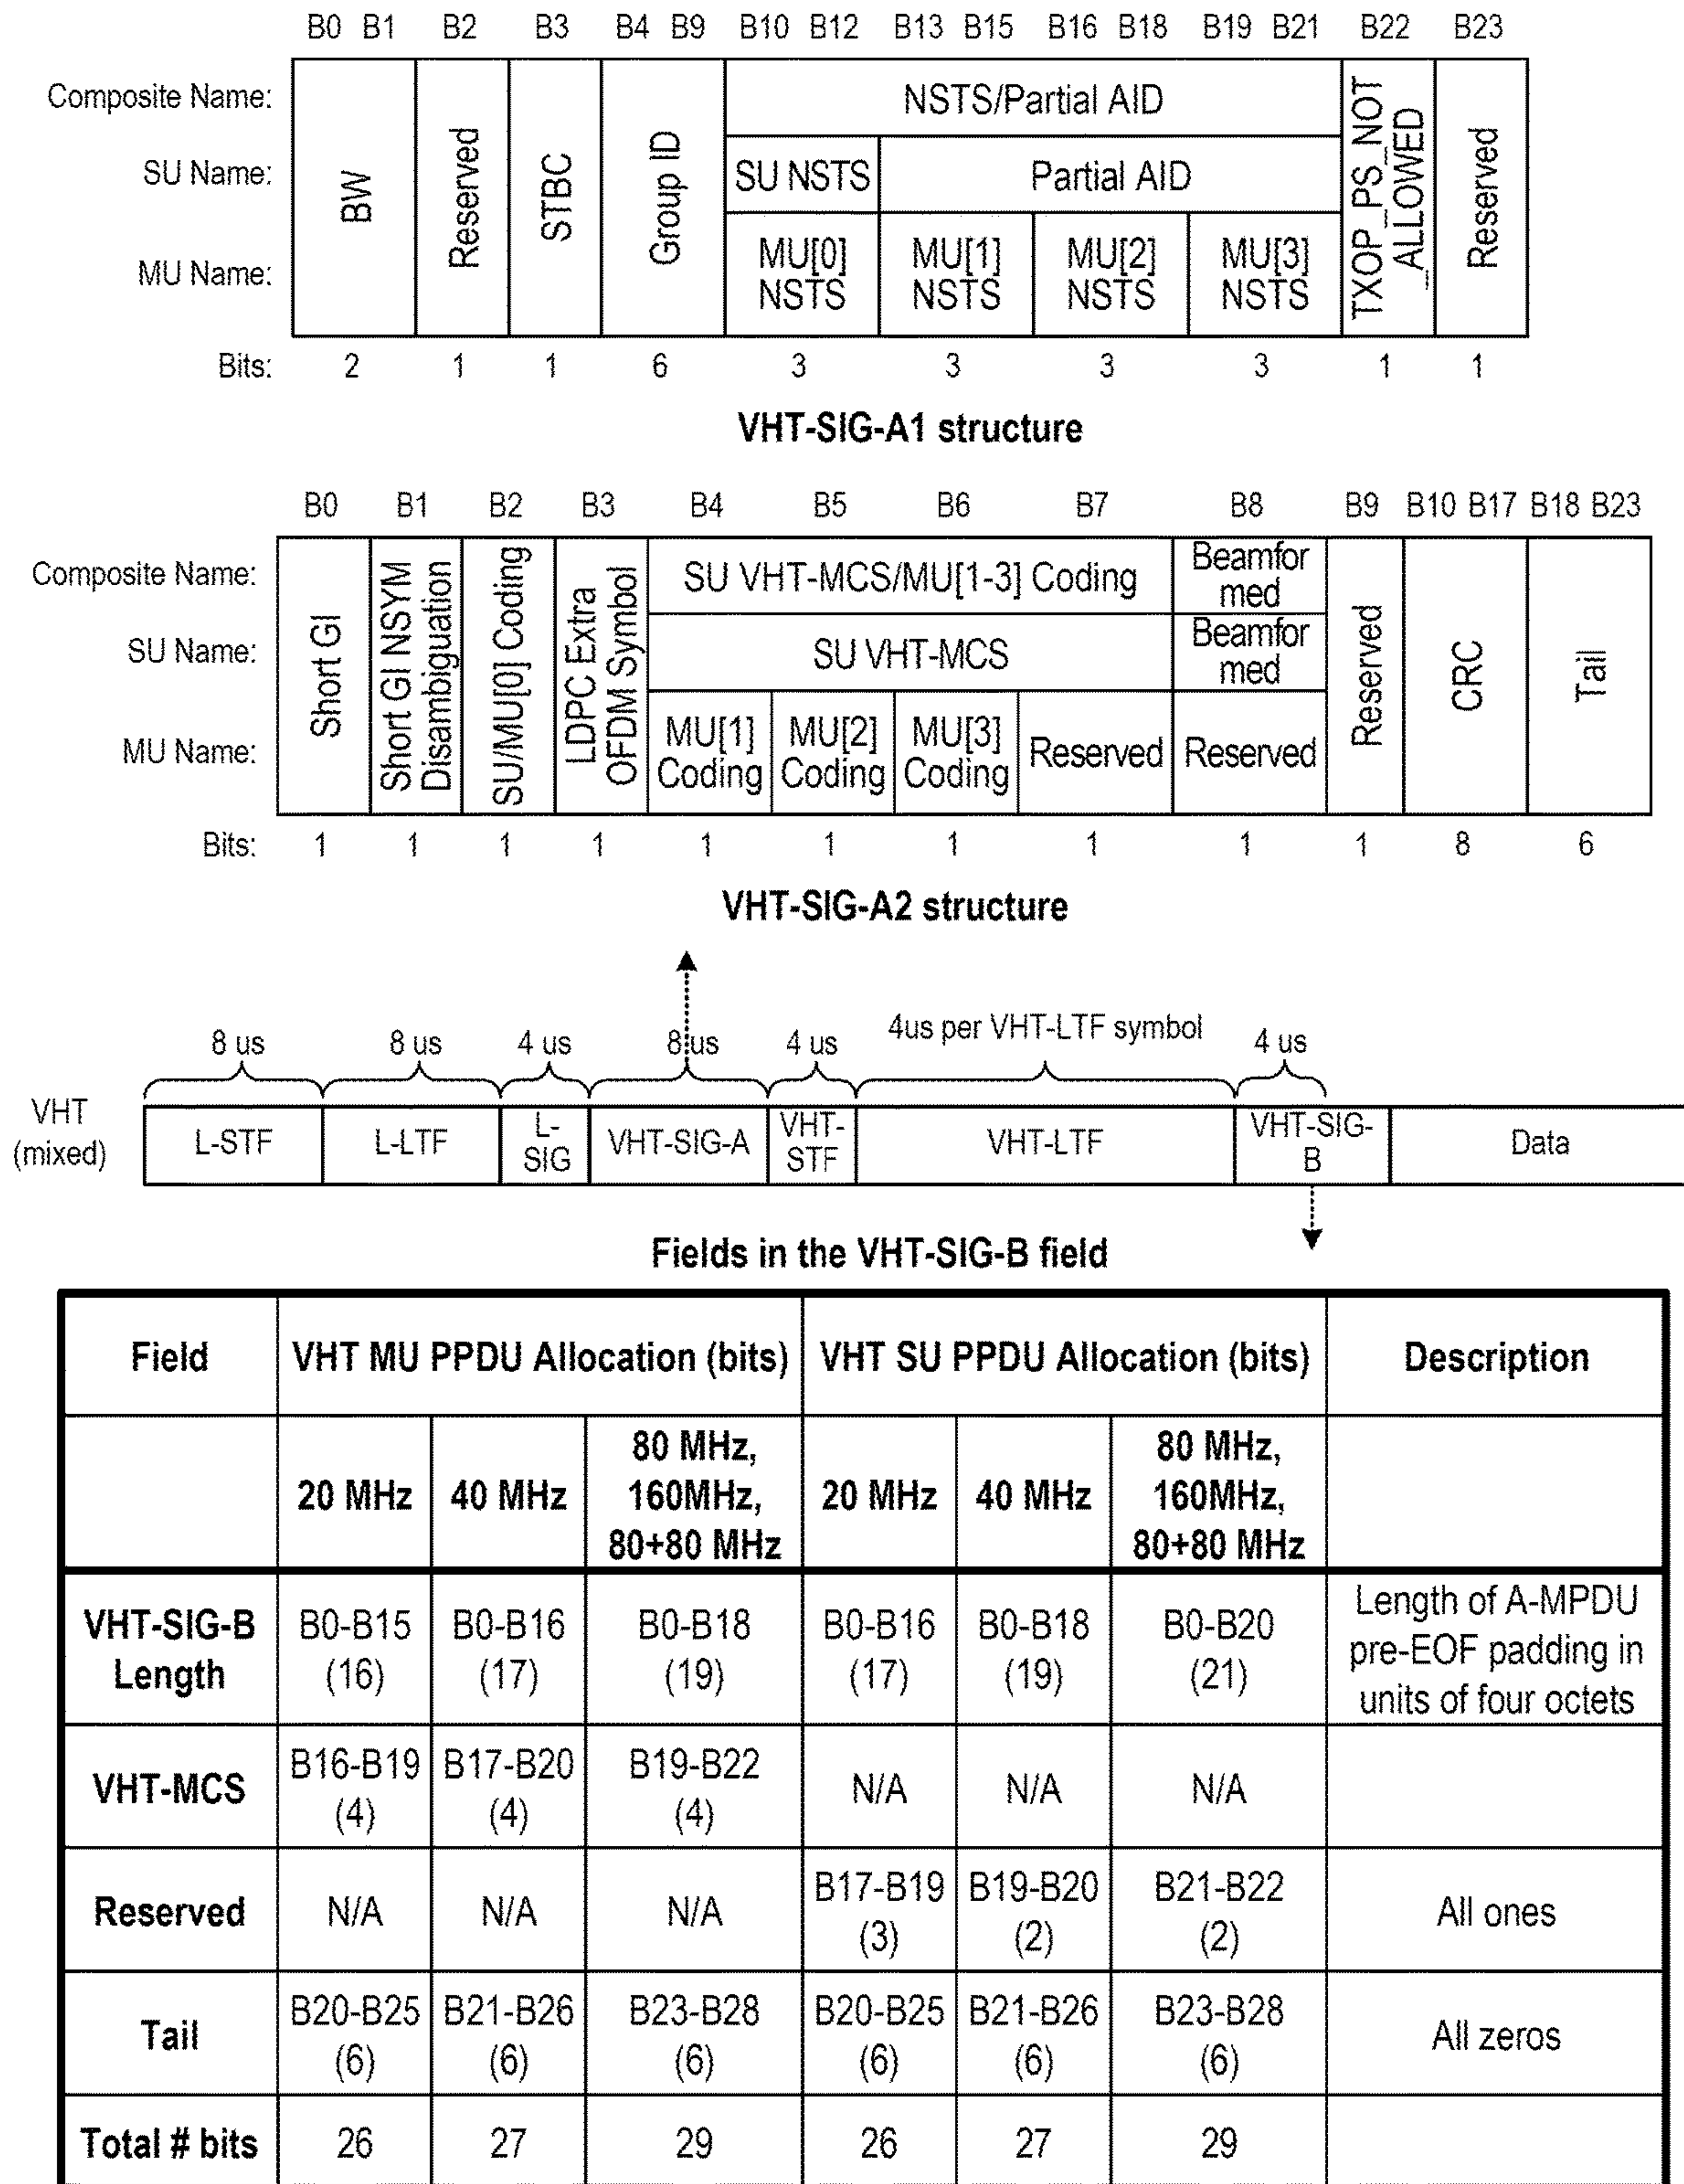 B0 B1 B2 B3 B4 B9 B10 B12 B13 B15 B16 B18 B19 B21 B22 B23
Composite Name:
SU Name:
MU Name:
BW
Reserved
STBC
Group ID
NSTS/Partial AID
SU NSTS
Partial AID
MU[0]
NSTS
MU[1]
NSTS
MU[2]
NSTS
MU[3]
NSTS
TXOP_PS_NOT
_ALLOWED
Reserved
Bits: 2 1 1 6 3 3 3 3 1 1
VHT-SIG-A1 structure
B0 B1 B2 B3 B4 B5 B6 B7 B8 B9 B10 B17 B18 B23
Composite Name:
SU Name:
MU Name:
Short GI
Short GI NSYM
Disambiguation
SU/MU[0] Coding
LDPC Extra
OFDM Symbol
SU VHT-MCS/MU[1-3] Coding
SU VHT-MCS
MU[1]
Coding
MU[2]
Coding
MU[3]
Coding
Reserved
Beamfor
med
Beamfor
med
Reserved
Reserved
CRC
Tail
Bits: 1 1 1 1 1 1 1 1 1 1 8 6
VHT-SIG-A2 structure
8 us 8 us 4 us 8 us 4 us 4us per VHT-LTF symbol 4 us
VHT
(mixed)
L-STF
L-LTF
L-
SIG
VHT-SIG-A
VHT-
STF
VHT-LTF
VHT-SIG-
B
Data
Fields in the VHT-SIG-B field
Field VHT MU PPDU Allocation (bits) VHT SU PPDU Allocation (bits) Description
20 MHz
40 MHz
80 MHz,
160MHz,
80+80 MHz
20 MHz
40 MHz
80 MHz,
160MHz,
80+80 MHz
VHT-SIG-B
Length
B0-B15
(16)
B0-B16
(17)
B0-B18
(19)
B0-B16
(17)
B0-B18
(19)
B0-B20
(21)
Length of A-MPDU
pre-EOF padding in
units of four octets
VHT-MCS
B16-B19
(4)
B17-B20
(4)
B19-B22
(4)
N/A
N/A
N/A
Reserved
N/A
N/A
N/A
B17-B19
(3)
B19-B20
(2)
B21-B22
(2)
All ones
Tail
B20-B25
(6)
B21-B26
(6)
B23-B28
(6)
B20-B25
(6)
B21-B26
(6)
B23-B28
(6)
All zeros
Total # bits 26 27 29 26 27 29